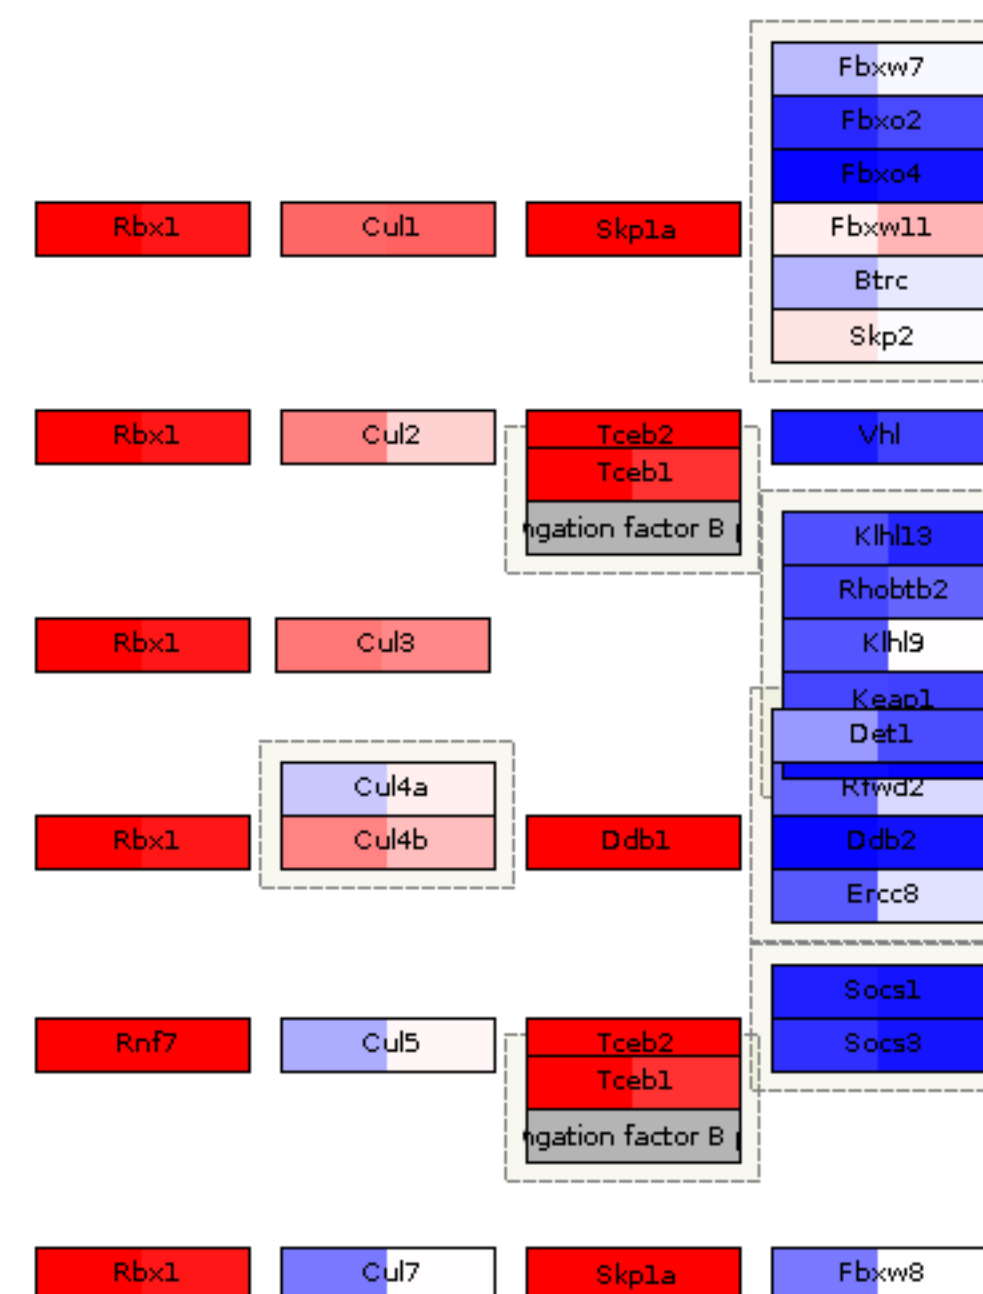 Fbxw7
Fbxo2
Fbxo4
Rbx1 Cul1 Skp1a Fbxw11
Btrc
Skp2
Rbx1 Cul2 Tceb2 Vhl
Tceb1
ngation factor B
Klhl13
Rhobtb2
Rbx1 Cul3 Klhl9
Keap1
Det1
Cul4a Rfwd2
Rbx1 Cul4b Ddb1 Ddb2
Ercc8
Socs1
Rnf7 Cul5 Tceb2 Socs3
Tceb1
ngation factor B
Rbx1 Cul7 Skp1a Fbxw8